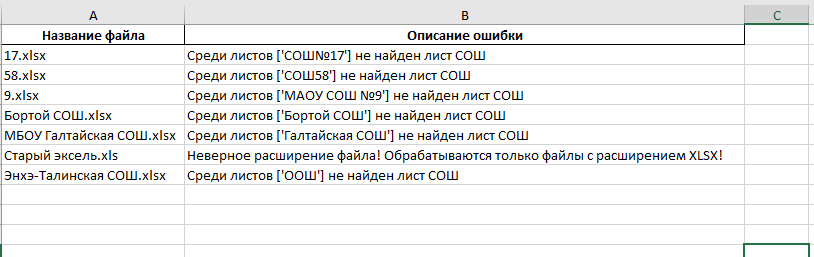 A B C
Название файла Описание ошибки
17.xlsx Среди листов ['СОШ№17'] не найден лист СОШ
58.xlsx Среди листов ['СОШ58'] не найден лист СОШ
9.xlsx Среди листов ['МАОУ СОШ №9'] не найден лист СОШ
Бортой СОШ.xlsx Среди листов ['Бортой СОШ'] не найден лист СОШ
МБОУ Галтайская СОШ.xlsx Среди листов ['Галтайская СОШ'] не найден лист СОШ
Старый эксель.xls Неверное расширение файла! Обрабатываются только файлы с расширением XLSX!
Энхэ-Талинская СОШ.xlsx Среди листов ['ООШ'] не найден лист СОШ